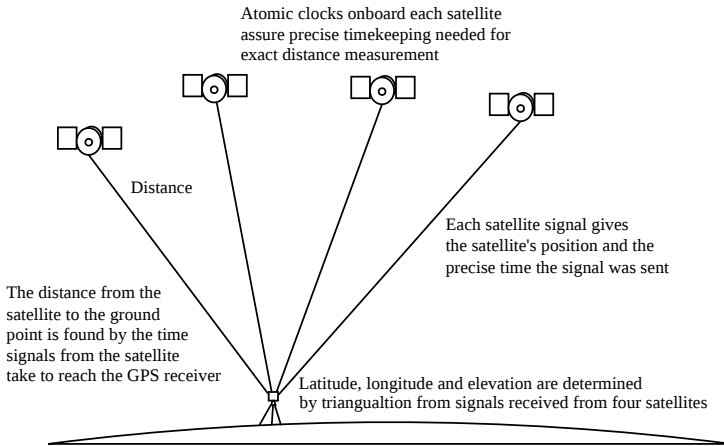 Atomic clocks onboard each satellite
assure precise timekeeping needed for
exact distance measurement
Distance
Each satellite signal gives
the satellite's position and the
precise time the signal was sent
The distance from the
satellite to the ground
point is found by the time
signals from the satellite
take to reach the GPS receiver
Latitude, longitude and elevation are determined
by triangualtion from signals received from four satellites